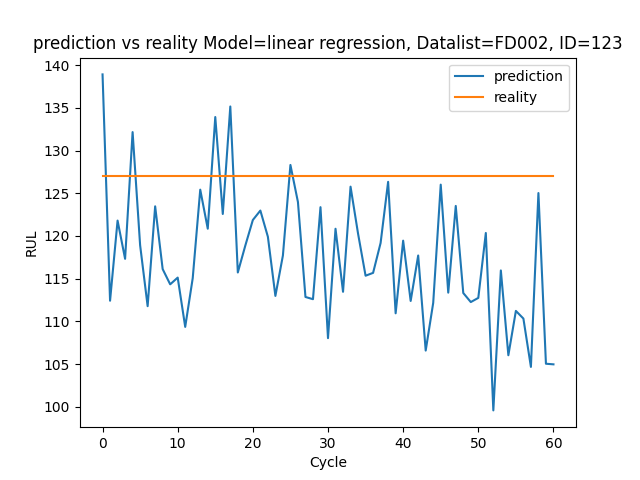 prediction vs reality Model=linear regression, Datalist=FD002, ID=123
prediction
reality
140
135
130
125
120
115
110
105
100
RUL
0 10 20 30 40 50 60
Cycle